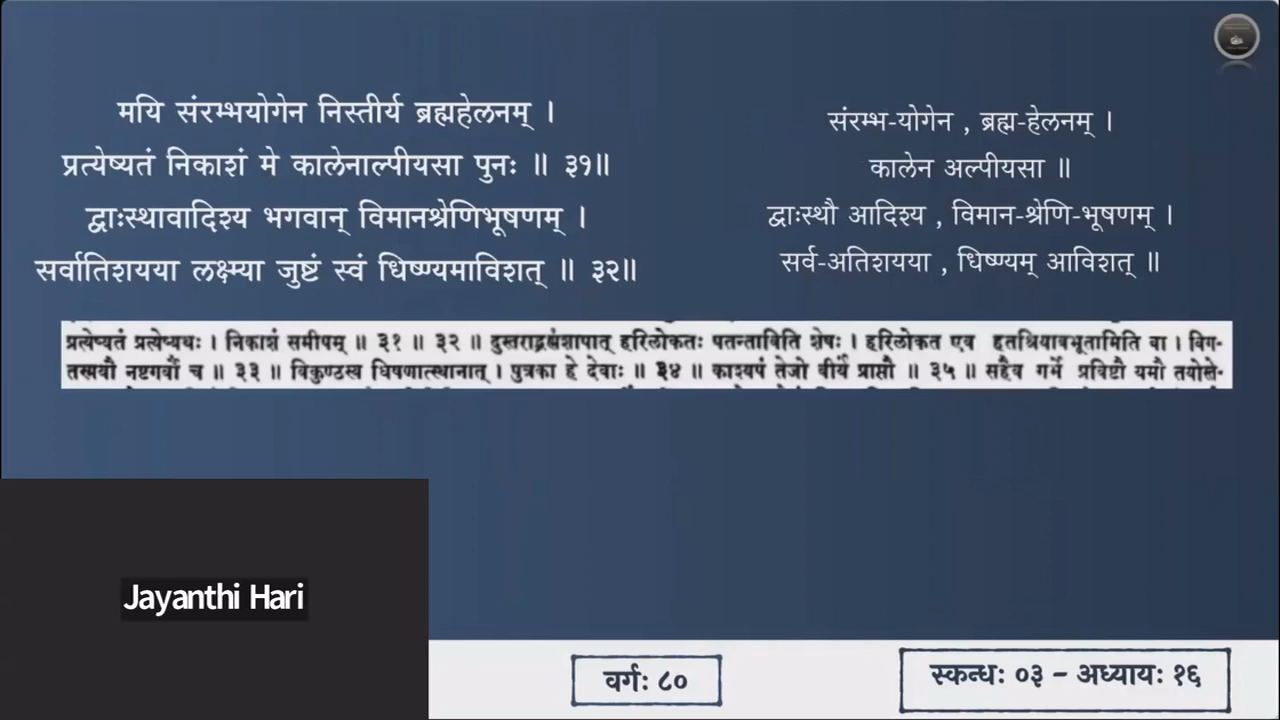 मयि संरम्भयोगेन निस्तीर्य ब्रह्महेलनम् ।
प्रत्येष्यतं निकाशं मे कालेनाल्पीयसा पुनः ॥ ३१॥
द्वाःस्थावादिश्य भगवान् विमानश्रेणिभूषणम् ।
सर्वातिशयया लक्ष्म्या जुष्टं स्वं धिष्ण्यमाविशत् ॥ ३२॥
संरम्भ-योगेन , ब्रह्म-हेलनम् ।
कालेन अल्पीयसा ॥
द्वाःस्थौ आदिश्य , विमान-श्रेणि-भूषणम् ।
सर्व-अतिशयया , धिष्ण्यम् आविशत् ॥
प्रत्येष्यतं प्रत्येष्यथः । निकाशं समीपम् ॥ ३१ ॥ ३२ ॥ दुस्तराद्ब्रह्मशापात् हरिलोकतः पतन्ताविति शेषः । हरिलोकत एव हतश्रियावभूतामिति वा । विग-
तस्मयौ नष्टगर्वौ च ॥ ३३ ॥ विकुण्ठस्य धिषणात्स्थानात् । पुत्रका हे देवाः ॥ ३४ ॥ काश्यपं तेजो वीर्यं प्राप्तौ ॥ ३५ ॥ सहैव गर्भे प्रविष्टौ यमौ तयोस्ते-
Jayanthi Hari
वर्गः ८०
स्कन्धः ०३ - अध्यायः १६